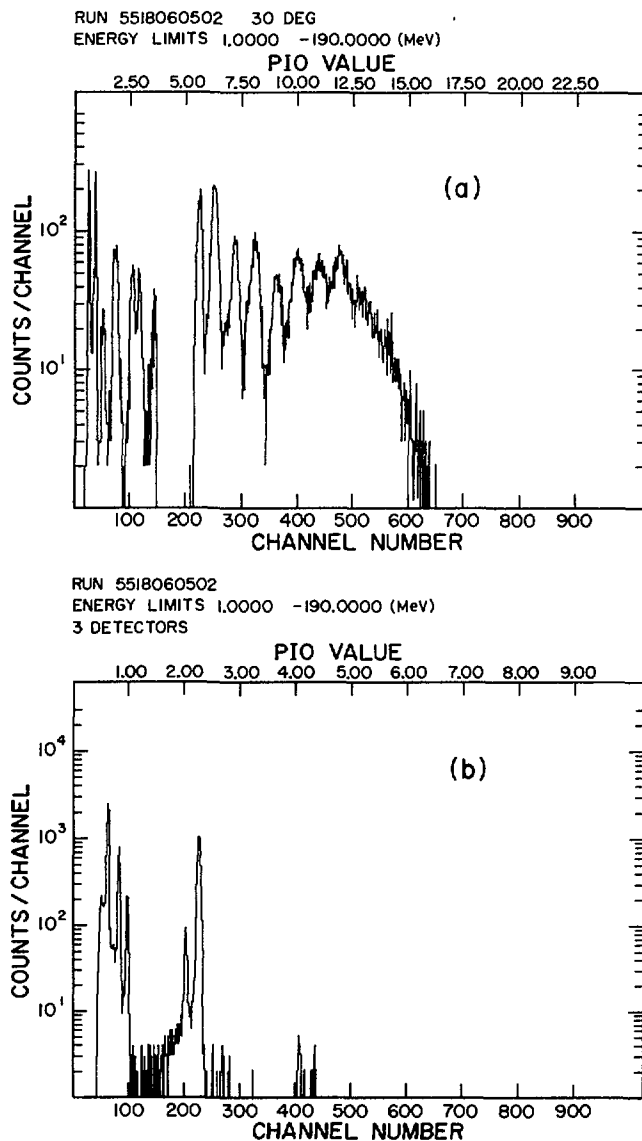 RUN 5518060502 30 DEG
ENERGY LIMITS 1.0000 -190.0000 (MeV)
PIO VALUE
2.50 5.00 7.50 10.00 12.50 15.00 17.50 20.00 22.50
(a)
10²
10¹
COUNTS/CHANNEL
100 200 300 400 500 600 700 800 900
CHANNEL NUMBER
RUN 5518060502
ENERGY LIMITS 1.0000 -190.0000 (MeV)
3 DETECTORS
PIO VALUE
1.00 2.00 3.00 4.00 5.00 6.00 7.00 8.00 9.00
(b)
10⁴
10³
10²
10¹
COUNTS/CHANNEL
100 200 300 400 500 600 700 800 900
CHANNEL NUMBER